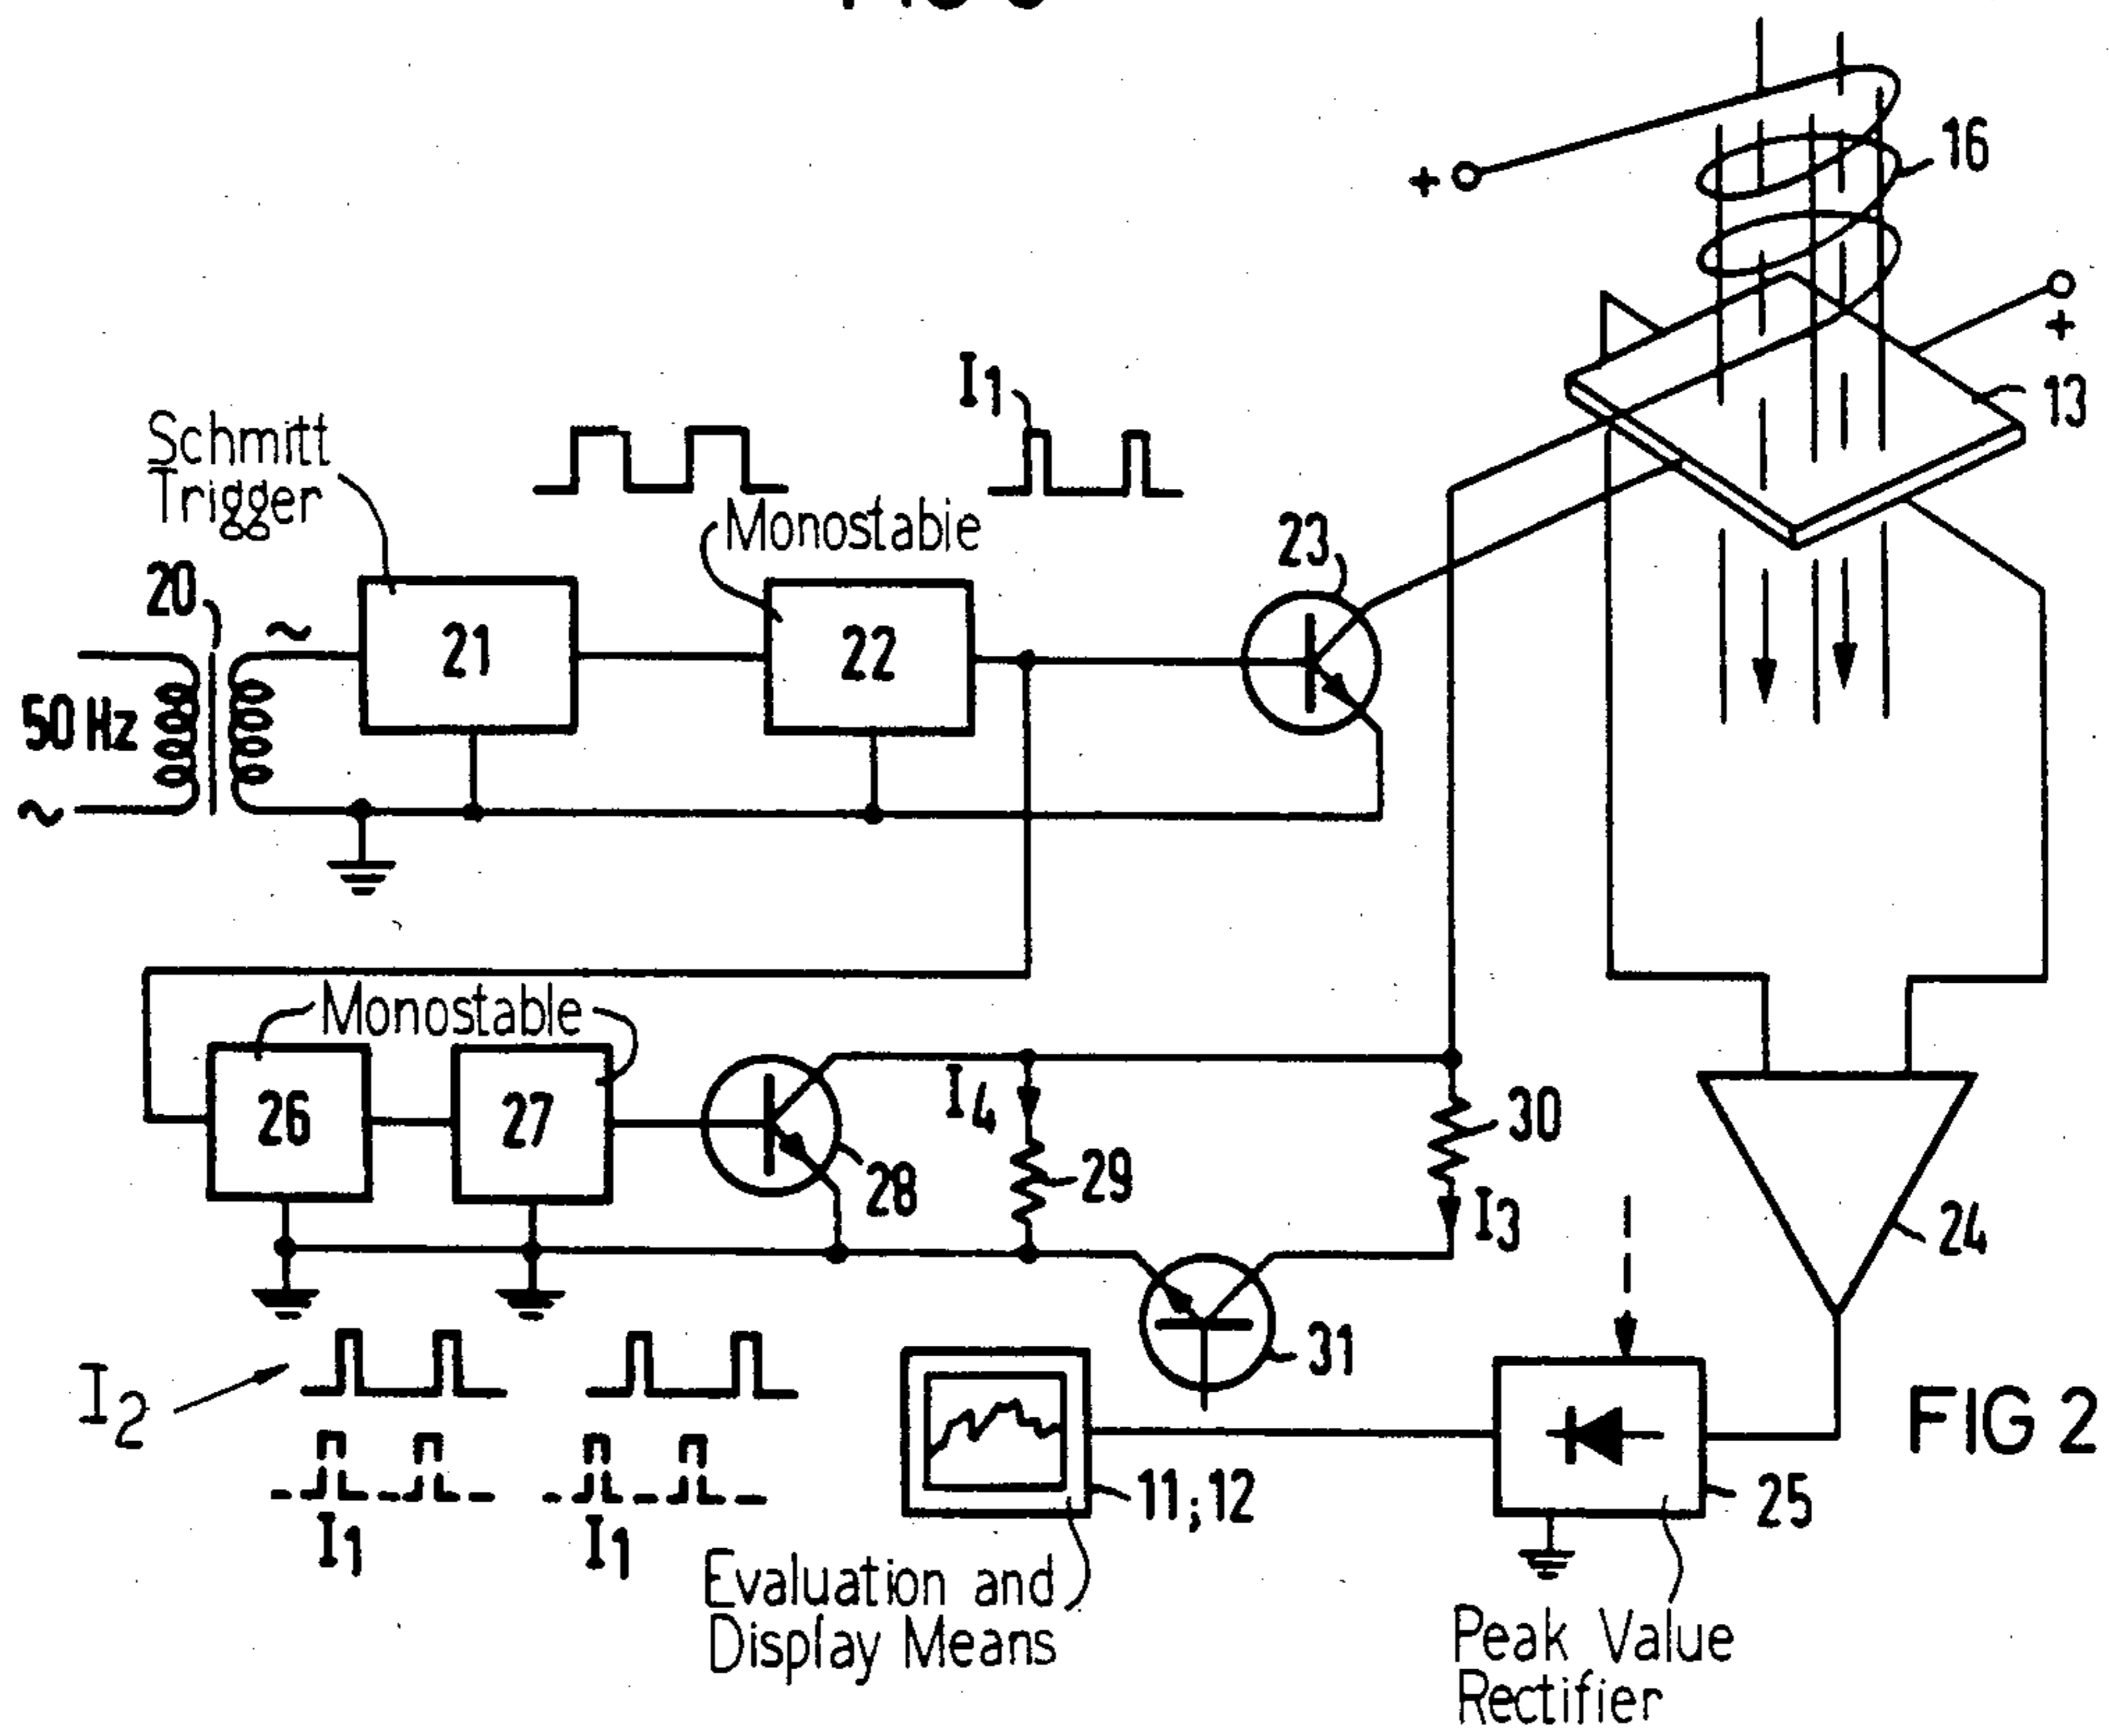 16
+
+
13
I1
Schmitt
Trigger
Monostable
23
20
~
21
22
50 Hz
~
Monostable
26
27
28
I4
29
30
I3
24
31
I2
FIG 2
11;12
25
I1
I1
Evaluation and
Display Means
Peak Value
Rectifier